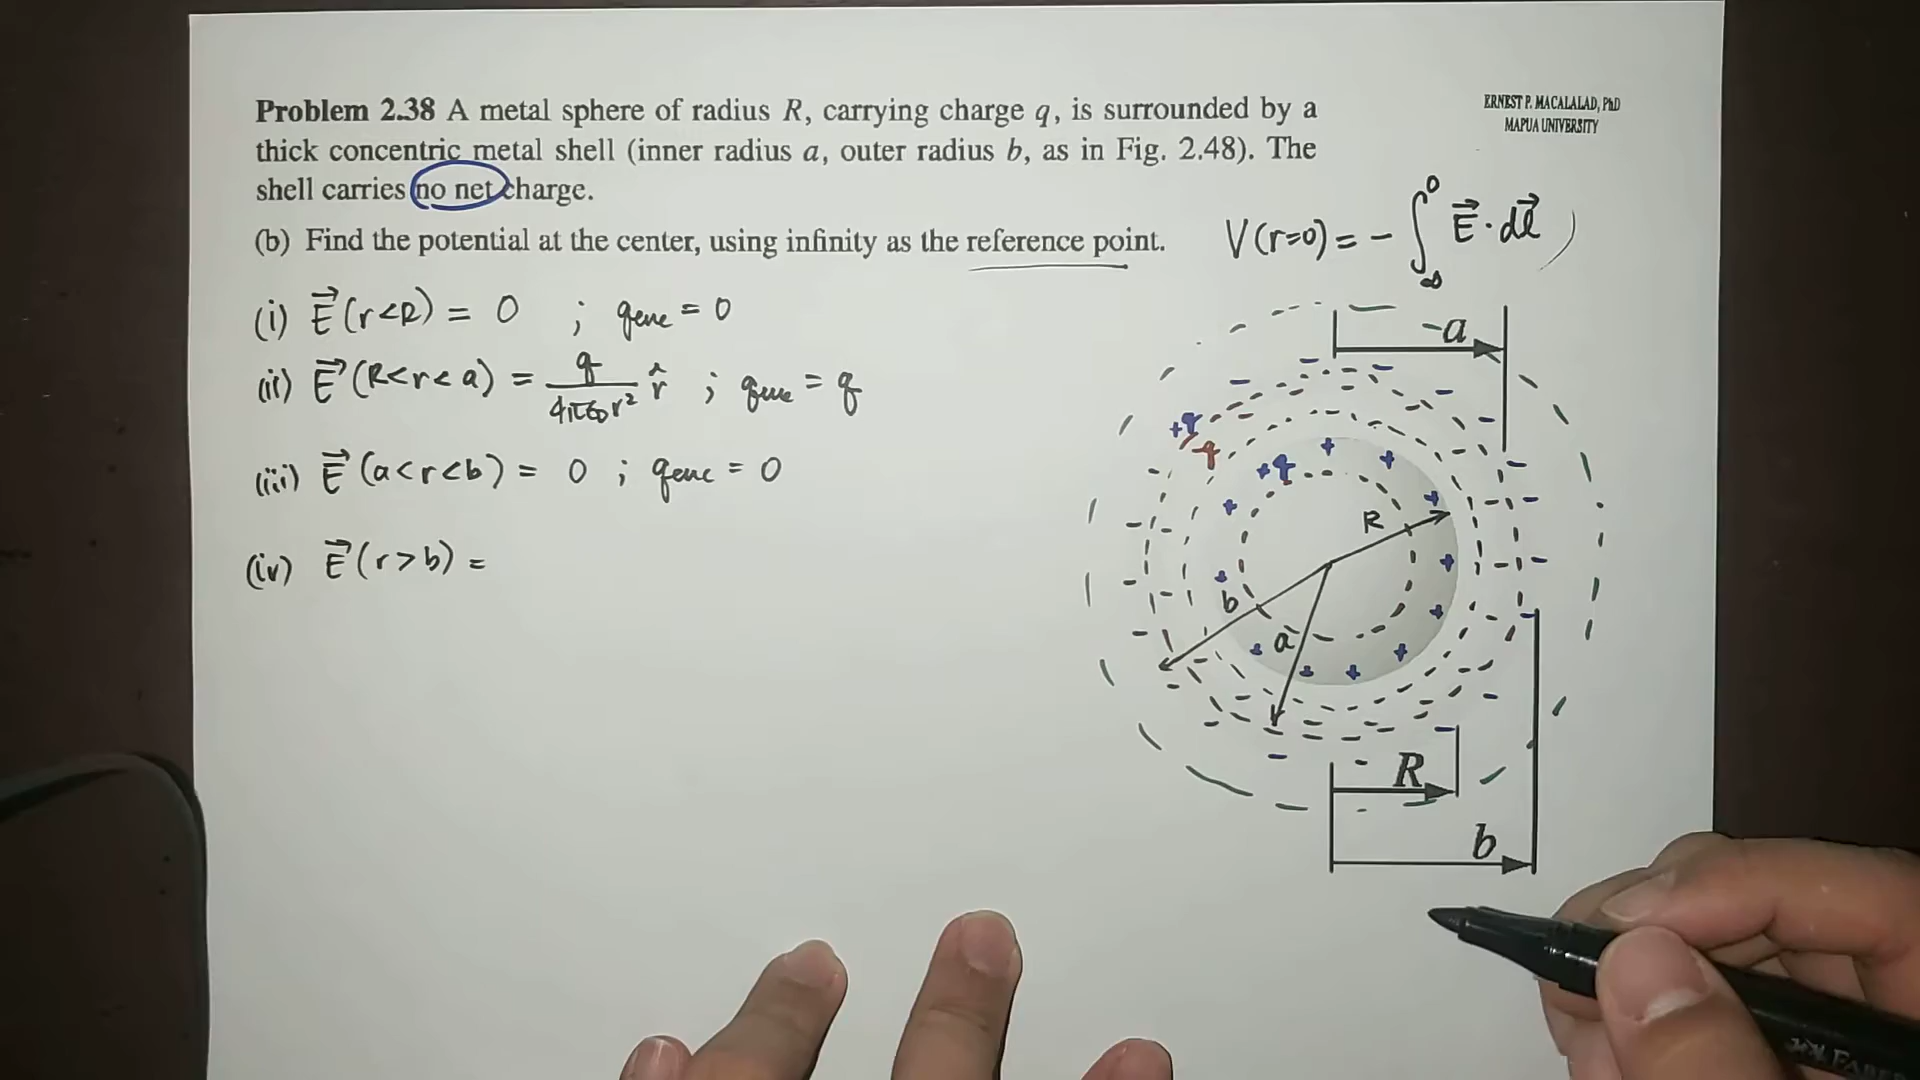 Problem 2.38 A metal sphere of radius R, carrying charge q, is surrounded by a
thick concentric metal shell (inner radius a, outer radius b, as in Fig. 2.48). The
shell carries no net charge.
(b) Find the potential at the center, using infinity as the reference point.
ERNEST P. MACALALAD, PhD
MAPUA UNIVERSITY
V(r=0) = - ∫_∞^0 E⃗ · dℓ⃗
(i) E⃗(r<R) = 0 ; qenc = 0
(ii) E⃗(R<r<a) = q/4πε₀r² r̂ ; qenc = q
(iii) E⃗(a<r<b) = 0 ; qenc = 0
(iv) E⃗(r>b) =
a
+q
-q
+q
R
b
a
R
b